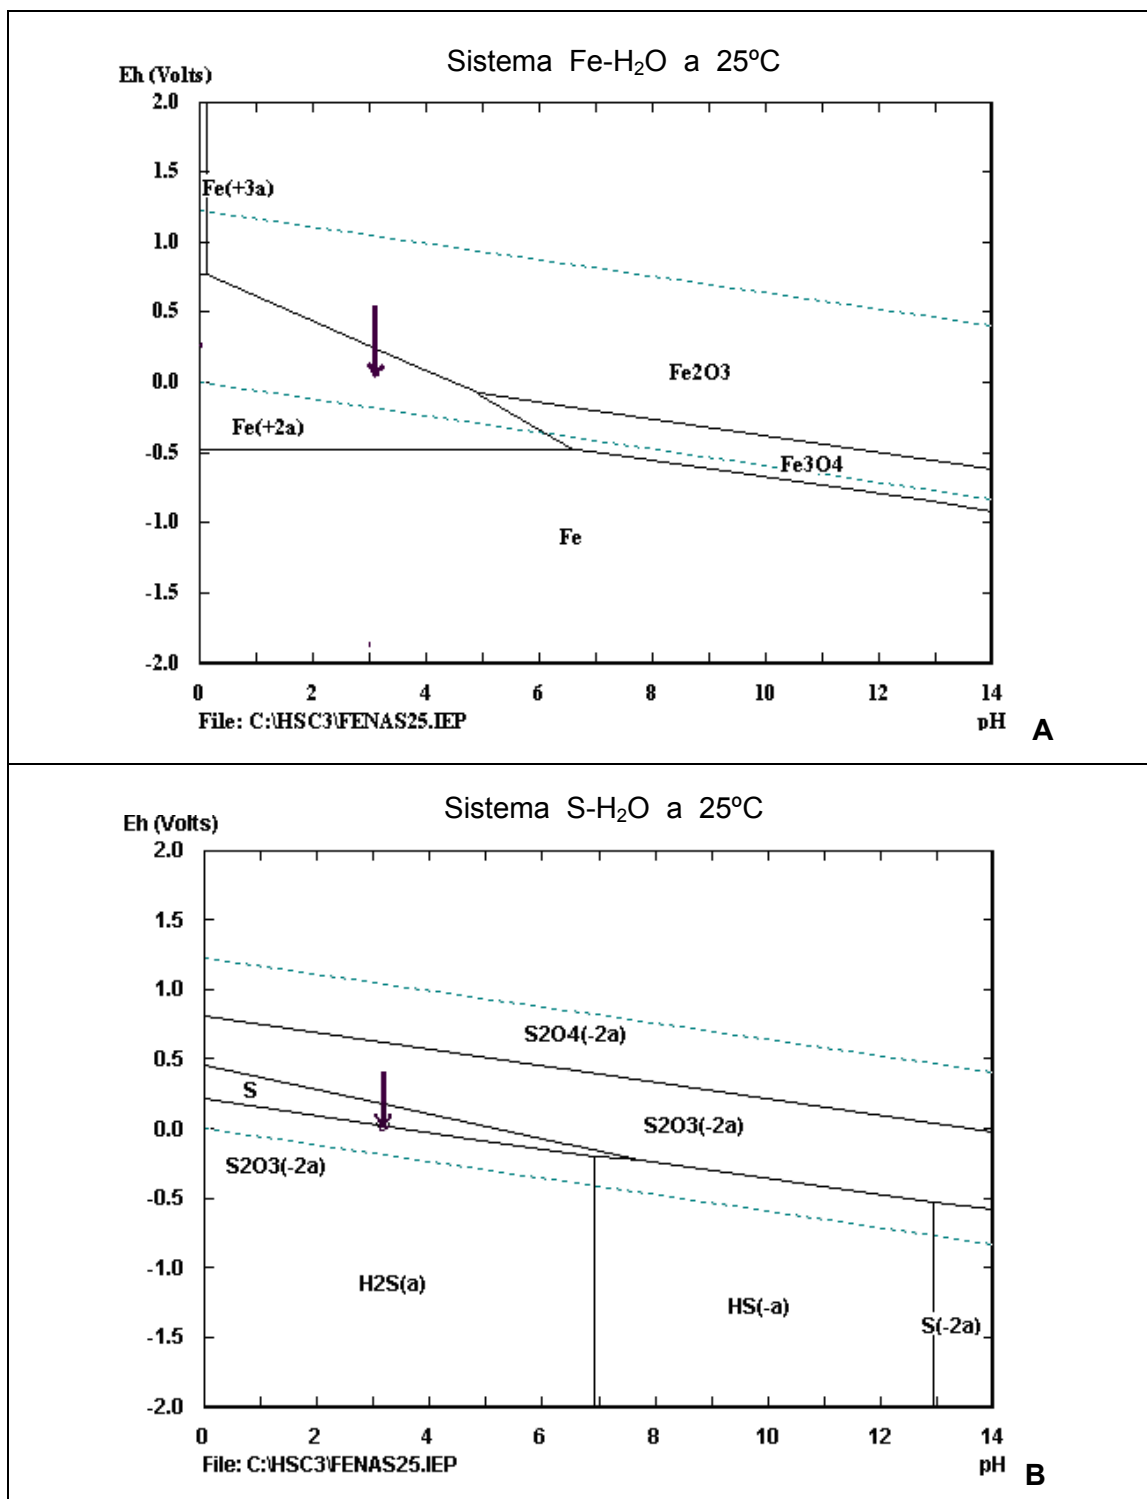 Sistema Fe-H₂O a 25ºC
Eh (Volts)
2.0
1.5
Fe(+3a)
1.0
0.5
Fe2O3
0.0
Fe(+2a)
-0.5
Fe3O4
Fe
-1.0
-1.5
-2.0
0 2 4 6 8 10 12 14
File: C:\HSC3\FENAS25.IEP pH
A
Sistema S-H₂O a 25ºC
Eh (Volts)
2.0
1.5
1.0
S2O4(-2a)
0.5
S
0.0
S2O3(-2a)
S2O3(-2a)
-0.5
-1.0
H2S(a)
HS(-a)
S(-2a)
-1.5
-2.0
0 2 4 6 8 10 12 14
File: C:\HSC3\FENAS25.IEP pH
B